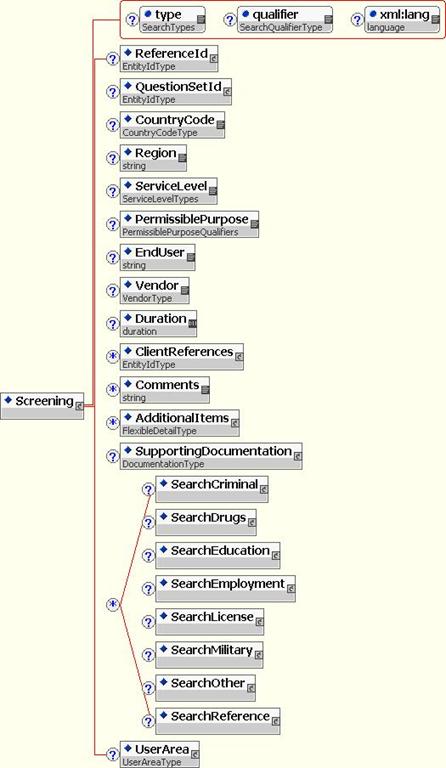 type qualifier xml:lang
SearchTypes SearchQualifierType language
ReferenceId
EntityIdType
QuestionSetId
EntityIdType
CountryCode
CountryCodeType
Region
string
ServiceLevel
ServiceLevelTypes
PermissiblePurpose
PermissiblePurposeQualifiers
EndUser
string
Vendor
VendorType
Duration
duration
ClientReferences
EntityIdType
Screening
Comments
string
AdditionalItems
FlexibleDetailType
SupportingDocumentation
DocumentationType
SearchCriminal
SearchDrugs
SearchEducation
SearchEmployment
SearchLicense
SearchMilitary
SearchOther
SearchReference
UserArea
UserAreaType